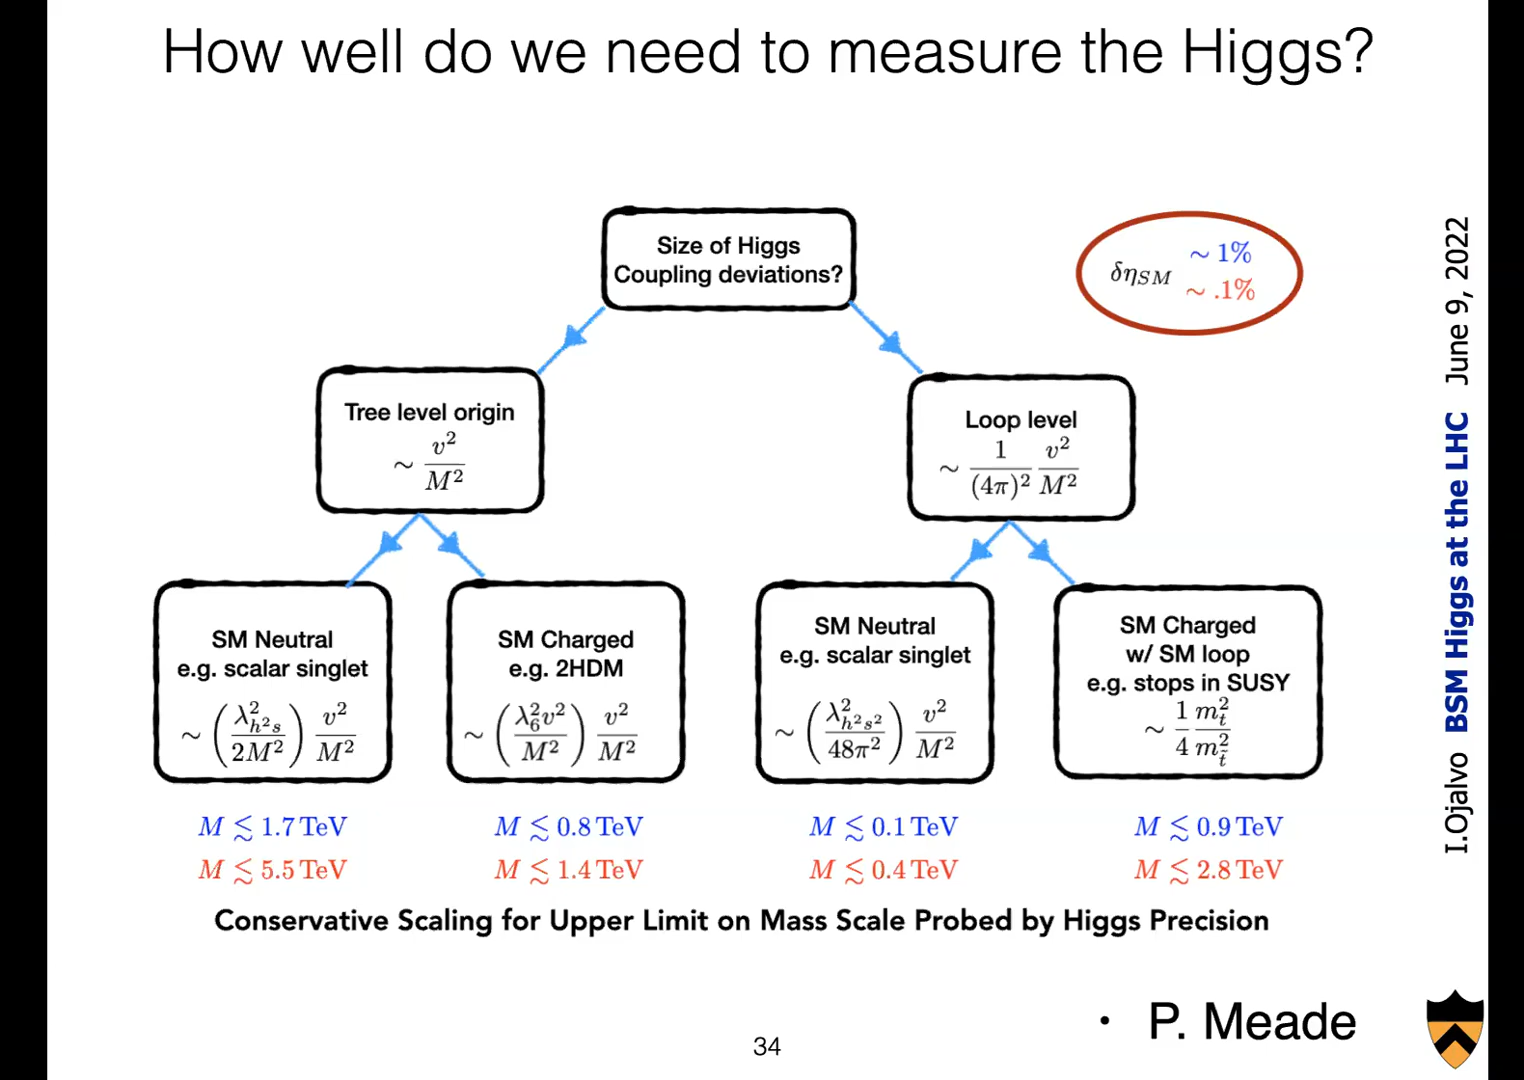 How well do we need to measure the Higgs?
Size of Higgs
Coupling deviations?
δη_SM ~ 1%
~ .1%
Tree level origin
~ v²/M²
Loop level
~ 1/(4π)² v²/M²
SM Neutral
e.g. scalar singlet
~ (λ²_{h²s}/2M²) v²/M²
SM Charged
e.g. 2HDM
~ (λ₆²v²/M²) v²/M²
SM Neutral
e.g. scalar singlet
~ (λ²_{h²s²}/48π²) v²/M²
SM Charged
w/ SM loop
e.g. stops in SUSY
~ 1/4 m_t²/m_t̃²
M ≲ 1.7 TeV
M ≲ 5.5 TeV
M ≲ 0.8 TeV
M ≲ 1.4 TeV
M ≲ 0.1 TeV
M ≲ 0.4 TeV
M ≲ 0.9 TeV
M ≲ 2.8 TeV
Conservative Scaling for Upper Limit on Mass Scale Probed by Higgs Precision
• P. Meade
34
I.Ojalvo BSM Higgs at the LHC June 9, 2022